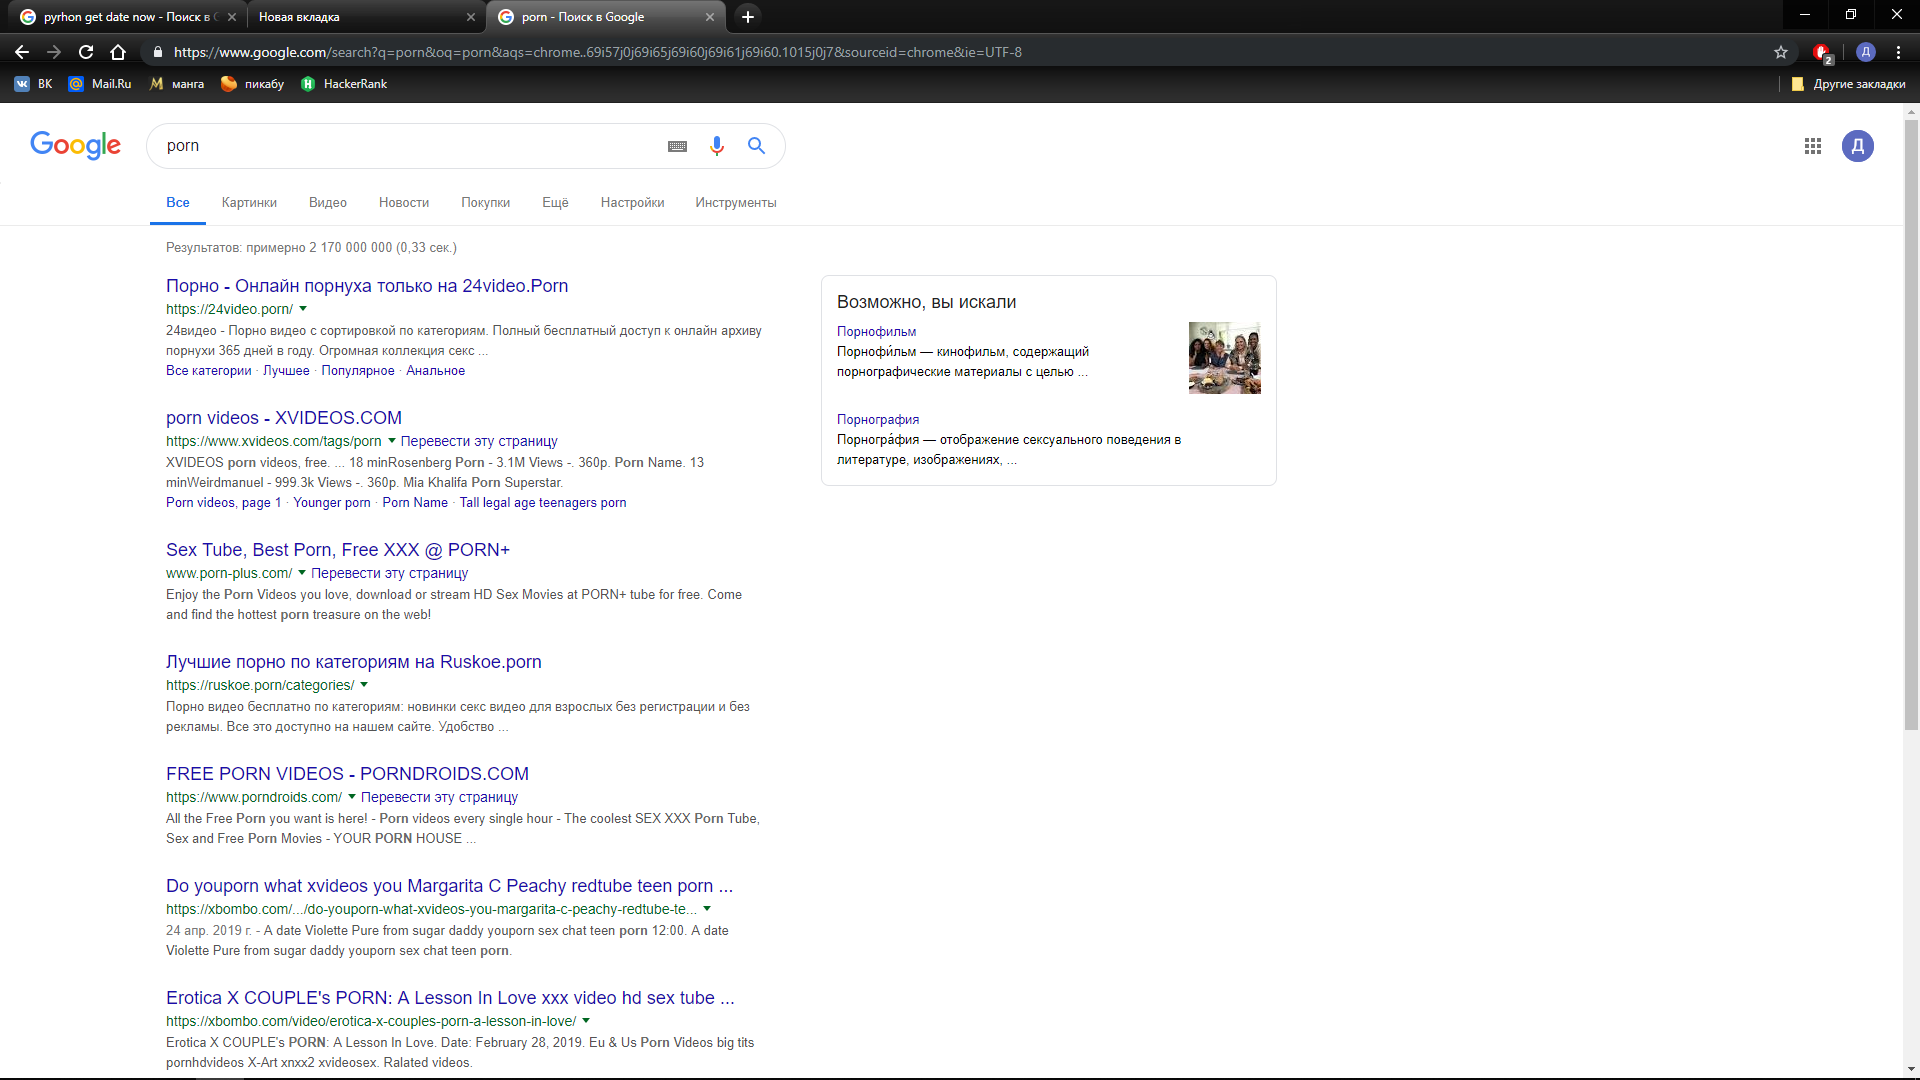 pyrhon get date now - Поиск в G
Новая вкладка
porn - Поиск в Google
https://www.google.com/search?q=porn&oq=porn&aqs=chrome..69i57j0j69i65j69i60j69i61j69i60.1015j0j7&sourceid=chrome&ie=UTF-8
2
Д
ВК
Mail.Ru
манга
пикабу
HackerRank
Другие закладки
Google
porn
Д
Все
Картинки
Видео
Новости
Покупки
Ещё
Настройки
Инструменты
Результатов: примерно 2 170 000 000 (0,33 сек.)
Порно - Онлайн порнуха только на 24video.Porn
https://24video.porn/
24видео - Порно видео с сортировкой по категориям. Полный бесплатный доступ к онлайн архиву
порнухи 365 дней в году. Огромная коллекция секс ...
Все категории · Лучшее · Популярное · Анальное
porn videos - XVIDEOS.COM
https://www.xvideos.com/tags/porn Перевести эту страницу
XVIDEOS porn videos, free. ... 18 minRosenberg Porn - 3.1M Views -. 360p. Porn Name. 13
minWeirdmanuel - 999.3k Views -. 360p. Mia Khalifa Porn Superstar.
Porn videos, page 1 · Younger porn · Porn Name · Tall legal age teenagers porn
Sex Tube, Best Porn, Free XXX @ PORN+
www.porn-plus.com/ Перевести эту страницу
Enjoy the Porn Videos you love, download or stream HD Sex Movies at PORN+ tube for free. Come
and find the hottest porn treasure on the web!
Лучшие порно по категориям на Ruskoe.porn
https://ruskoe.porn/categories/
Порно видео бесплатно по категориям: новинки секс видео для взрослых без регистрации и без
рекламы. Все это доступно на нашем сайте. Удобство ...
FREE PORN VIDEOS - PORNDROIDS.COM
https://www.porndroids.com/ Перевести эту страницу
All the Free Porn you want is here! - Porn videos every single hour - The coolest SEX XXX Porn Tube,
Sex and Free Porn Movies - YOUR PORN HOUSE ...
Do youporn what xvideos you Margarita C Peachy redtube teen porn ...
https://xbombo.com/.../do-youporn-what-xvideos-you-margarita-c-peachy-redtube-te...
24 апр. 2019 г. - A date Violette Pure from sugar daddy youporn sex chat teen porn 12:00. A date
Violette Pure from sugar daddy youporn sex chat teen porn.
Erotica X COUPLE's PORN: A Lesson In Love xxx video hd sex tube ...
https://xbombo.com/video/erotica-x-couples-porn-a-lesson-in-love/
Erotica X COUPLE's PORN: A Lesson In Love. Date: February 28, 2019. Eu & Us Porn Videos big tits
pornhdvideos X-Art xnxx2 xvideosex. Ralated videos.
Возможно, вы искали
Порнофильм
Порнофи́льм — кинофильм, содержащий
порнографические материалы с целью ...
Порнография
Порногра́фия — отображение сексуального поведения в
литературе, изображениях, ...